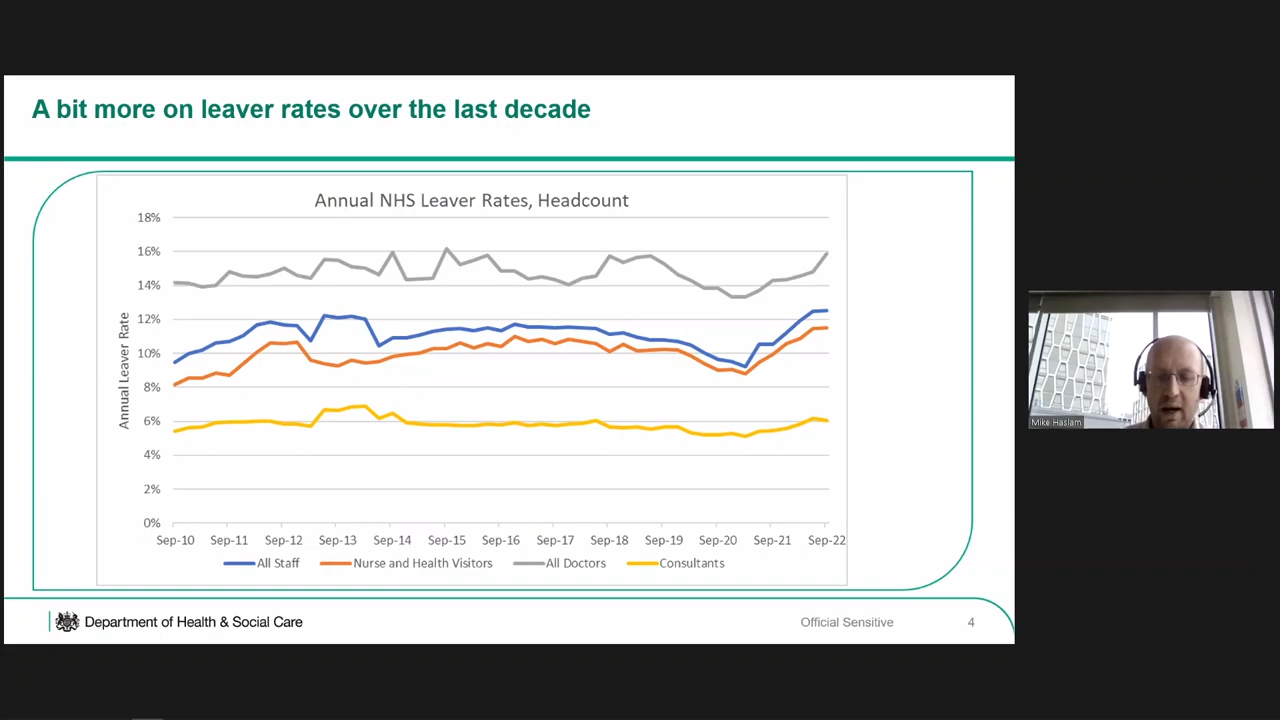 A bit more on leaver rates over the last decade
Annual NHS Leaver Rates, Headcount
18%
16%
14%
12%
10%
8%
6%
4%
2%
0%
Annual Leaver Rate
Sep-10 Sep-11 Sep-12 Sep-13 Sep-14 Sep-15 Sep-16 Sep-17 Sep-18 Sep-19 Sep-20 Sep-21 Sep-22
All Staff Nurse and Health Visitors All Doctors Consultants
Department of Health & Social Care
Official Sensitive 4
Mike Haslam